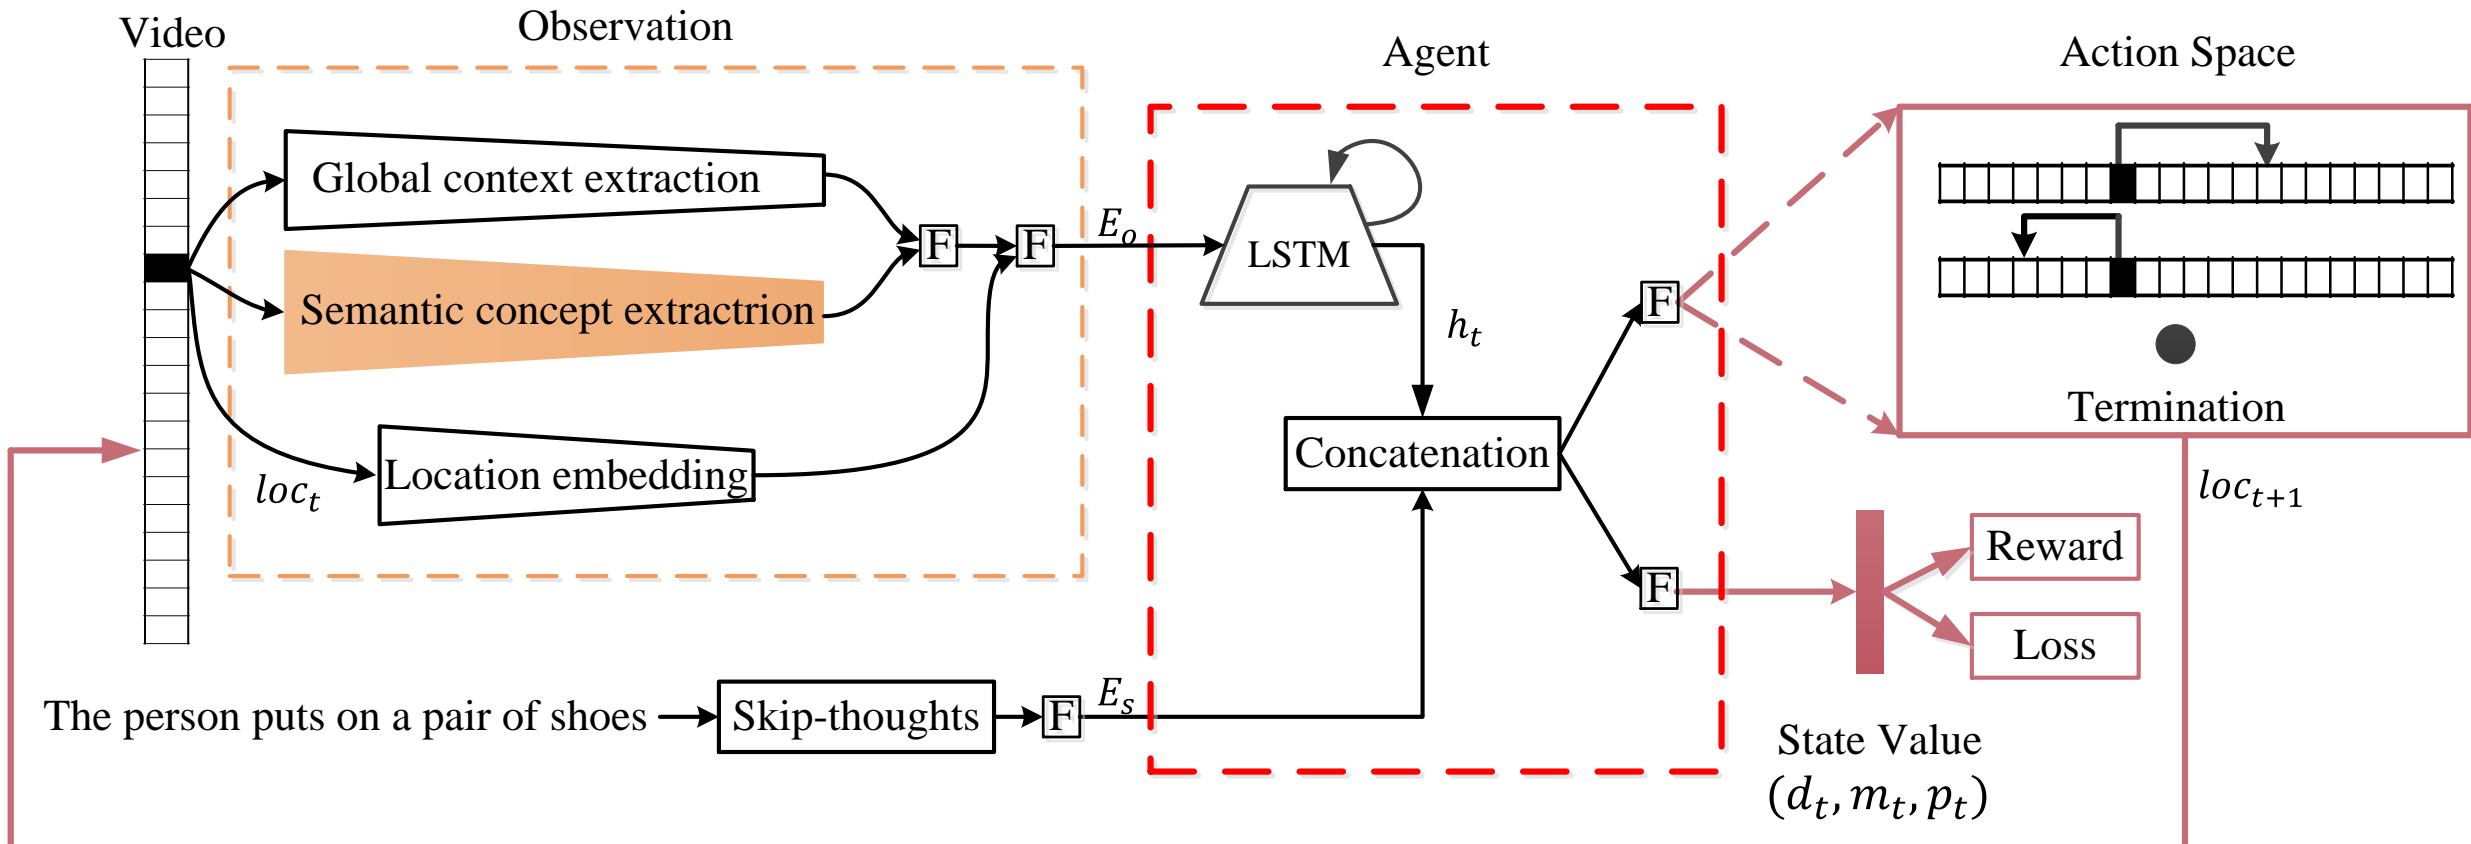 Video
Observation
Agent
Action Space
Global context extraction
Semantic concept extractrion
Location embedding
loc_t
F
F
E_o
LSTM
h_t
Concatenation
F
F
Termination
loc_{t+1}
Reward
Loss
The person puts on a pair of shoes
Skip-thoughts
F
E_s
State Value
(d_t, m_t, p_t)